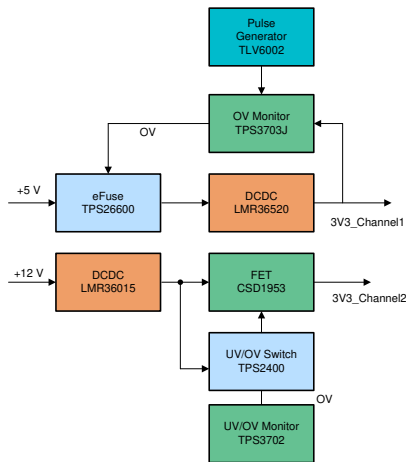 Pulse
Generator
TLV6002
OV Monitor
TPS3703J
OV
+5 V
eFuse
TPS26600
DCDC
LMR36520
3V3_Channel1
+12 V
DCDC
LMR36015
FET
CSD1953
3V3_Channel2
UV/OV Switch
TPS2400
OV
UV/OV Monitor
TPS3702